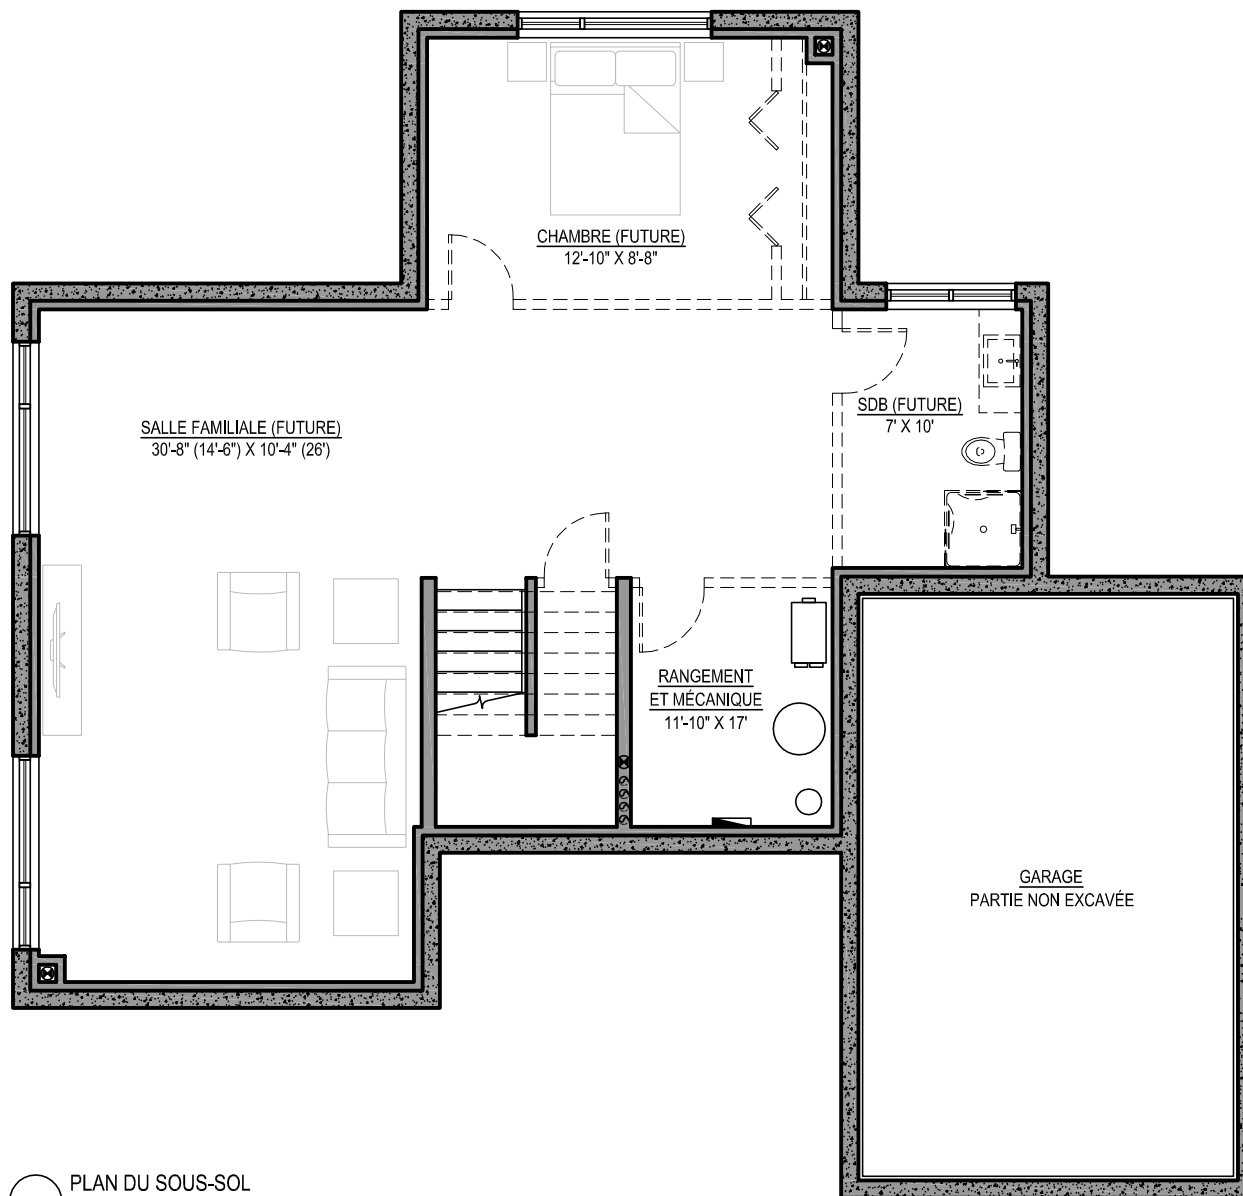 CHAMBRE (FUTURE)
12'-10" X 8'-8"
SALLE FAMILIALE (FUTURE)
30'-8" (14'-6") X 10'-4" (26')
SDB (FUTURE)
7' X 10'
RANGEMENT
ET MÉCANIQUE
11'-10" X 17'
GARAGE
PARTIE NON EXCAVÉE
PLAN DU SOUS-SOL